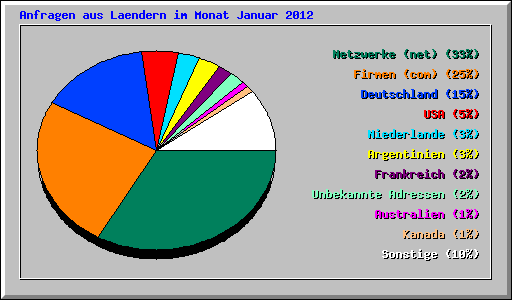 Anfragen aus Laendern im Monat Januar 2012
Netzwerke (net) (33%)
Firmen (com) (25%)
Deutschland (15%)
USA (5%)
Niederlande (3%)
Argentinien (3%)
Frankreich (2%)
Unbekannte Adressen (2%)
Australien (1%)
Kanada (1%)
Sonstige (10%)